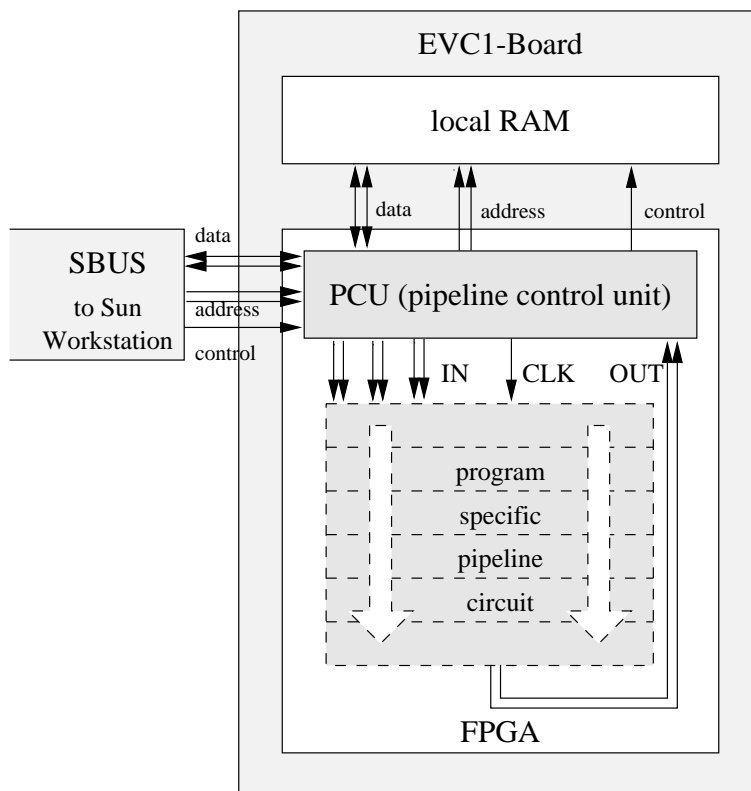 EVC1-Board
local RAM
data
address
control
data
SBUS
to Sun
Workstation
address
control
PCU (pipeline control unit)
IN
CLK
OUT
program
specific
pipeline
circuit
FPGA